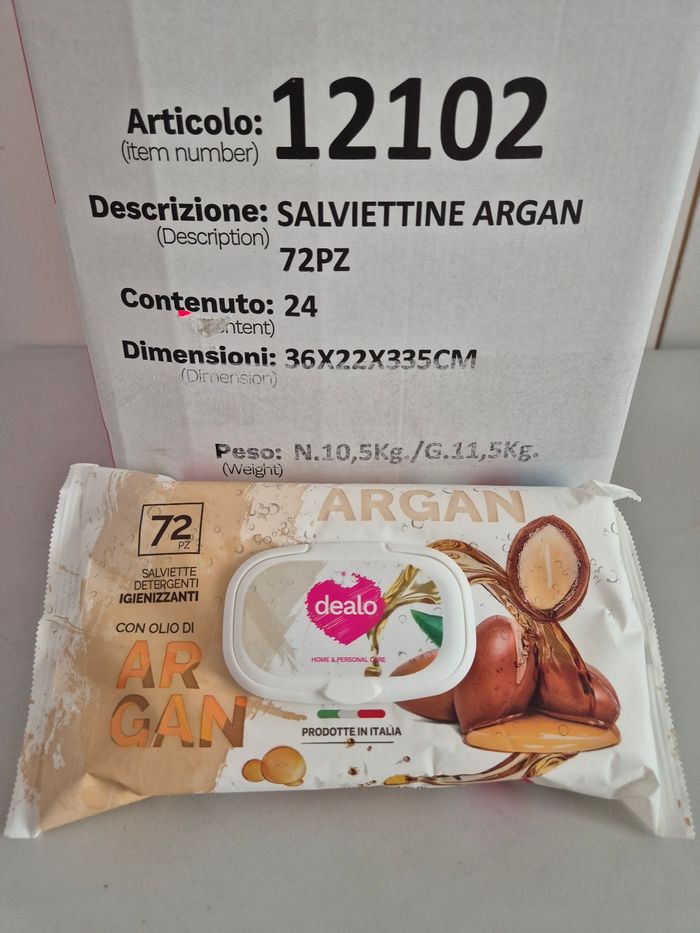 Articolo: 12102
(item number)
Descrizione: SALVIETTINE ARGAN
(Description)
72PZ
Contenuto: 24
ntent)
Dimensioni: 36X22X335CM
(Dimension)
Peso: N.10,5Kg./G.11,5Kg.
(Weight)
ARGAN
72
PZ
SALVIETTE
DETERGENTI
IGIENIZZANTI
CON OLIO DI
AR
GAN
dealo
HOME & PERSONAL CARE
PRODOTTE IN ITALIA